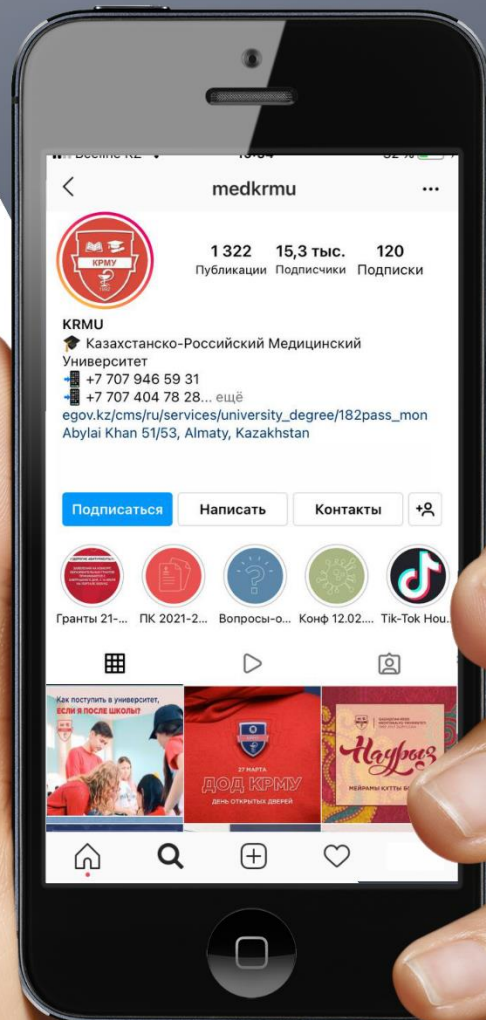 medkrmu
КРМУ
1 322 15,3 тыс. 120
Публикации Подписчики Подписки
KRMU
Казахстанско-Российский Медицинский
Университет
+7 707 946 59 31
+7 707 404 78 28... ещё
egov.kz/cms/ru/services/university_degree/182pass_mon
Abylai Khan 51/53, Almaty, Kazakhstan
Подписаться Написать Контакты
Гранты 21-... ПК 2021-2... Вопросы-о... Конф 12.02.... Tik-Tok Hou...
Как поступить в университет,
ЕСЛИ Я ПОСЛЕ ШКОЛЫ?
КРМУ
27 МАРТА
ДОД КРМУ
ДЕНЬ ОТКРЫТЫХ ДВЕРЕЙ
Наурыз
МЕЙРАМЫ ҚҰТТЫ